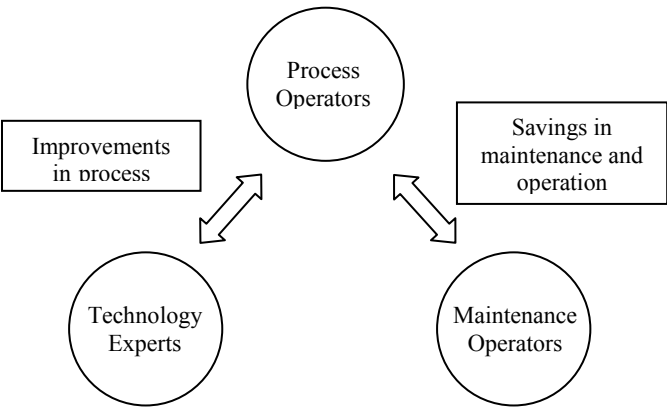 Process
Operators
Improvements
in process
Savings in
maintenance and
operation
Technology
Experts
Maintenance
Operators